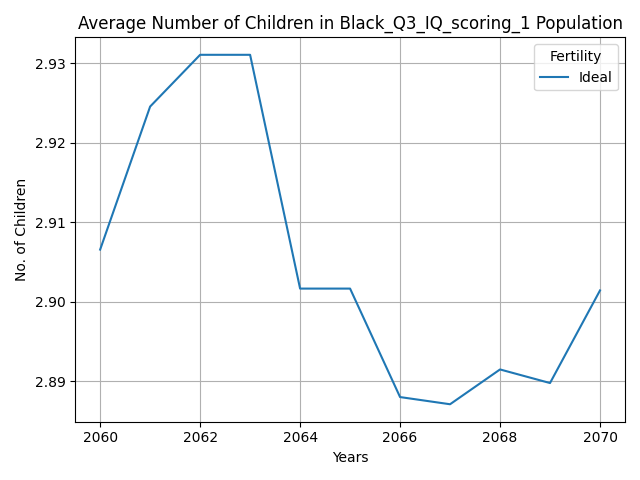 Average Number of Children in Black_Q3_IQ_scoring_1 Population
Fertility
Ideal
2.93
2.92
2.91
2.90
2.89
No. of Children
2060 2062 2064 2066 2068 2070
Years